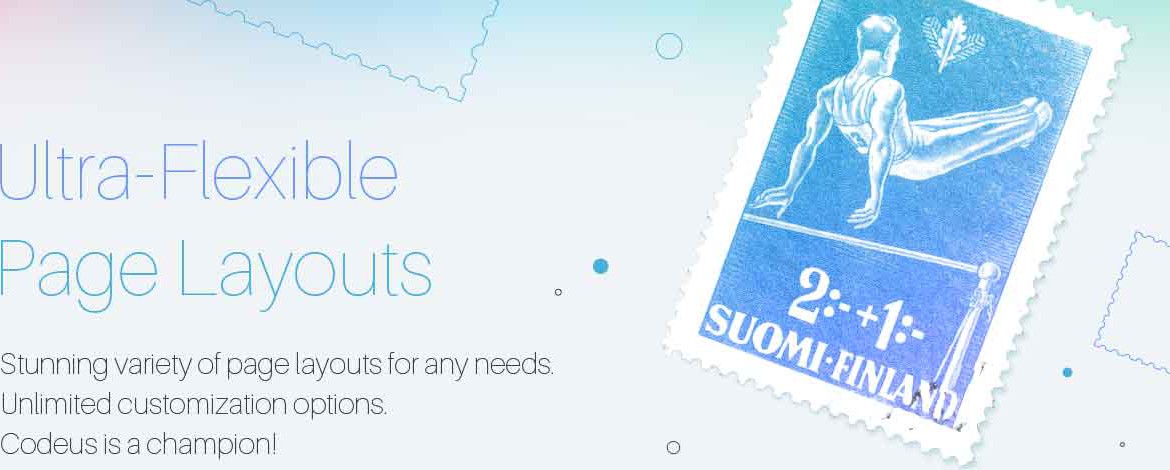 Ultra-Flexible
Page Layouts
Stunning variety of page layouts for any needs.
Unlimited customization options.
Codeus is a champion!
2:-+1:-
SUOMI·FINLAND